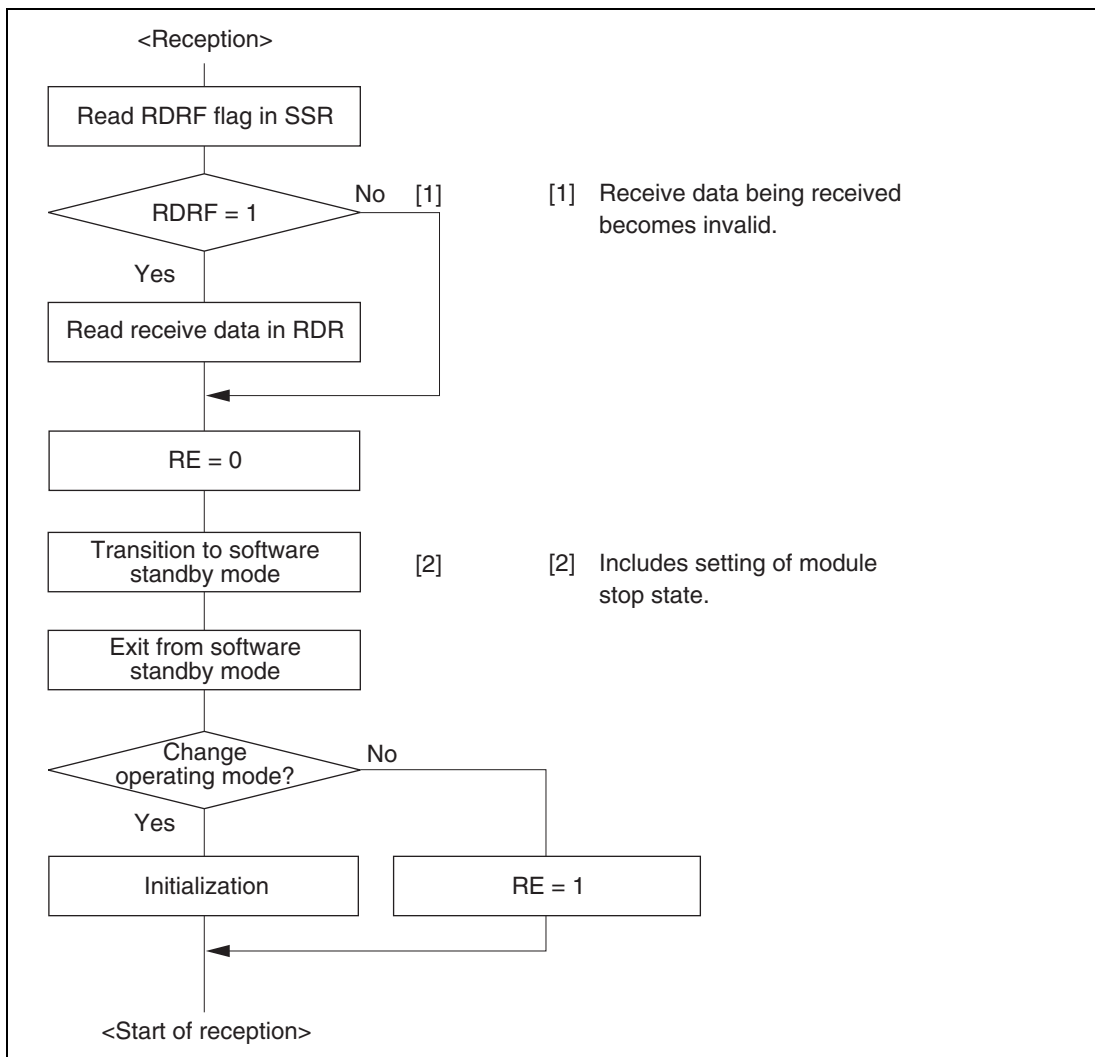 <Reception>
Read RDRF flag in SSR
No [1]
[1] Receive data being received
becomes invalid.
RDRF = 1
Yes
Read receive data in RDR
RE = 0
Transition to software
standby mode
[2]
[2] Includes setting of module
stop state.
Exit from software
standby mode
Change
operating mode?
No
Yes
Initialization
RE = 1
<Start of reception>